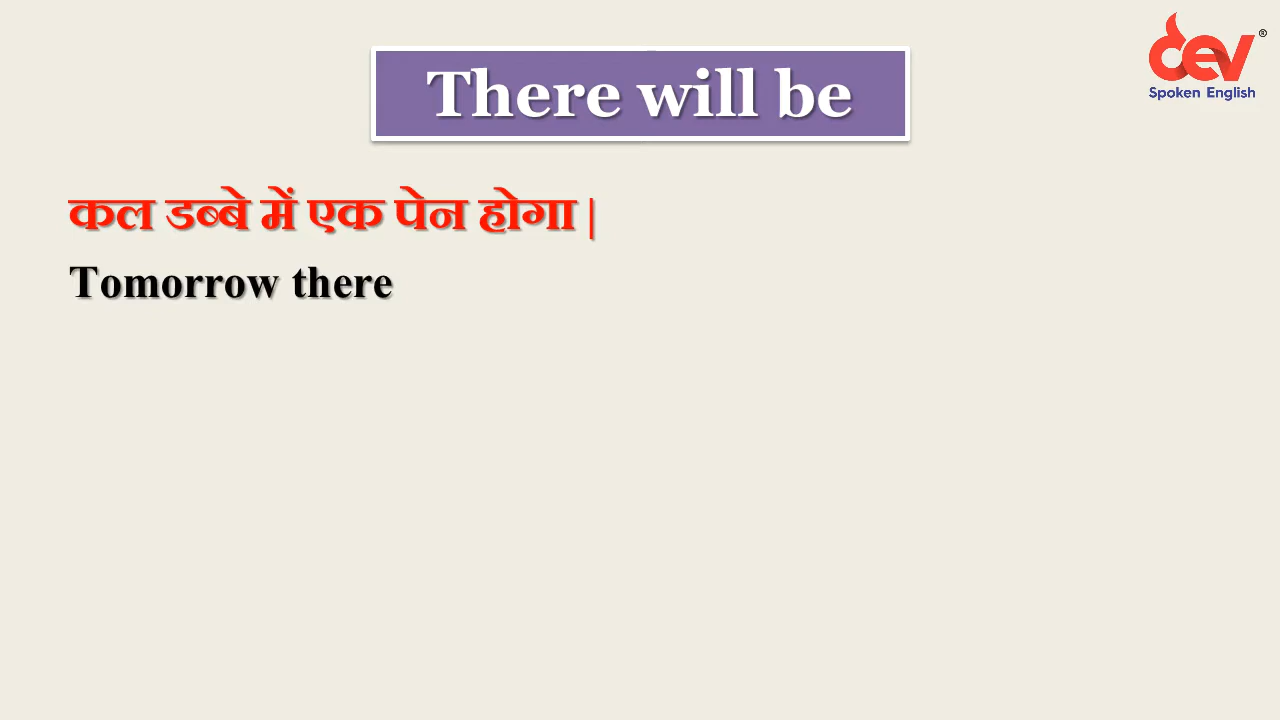 dev®
Spoken English
There will be
कल डब्बे में एक पेन होगा |
Tomorrow there